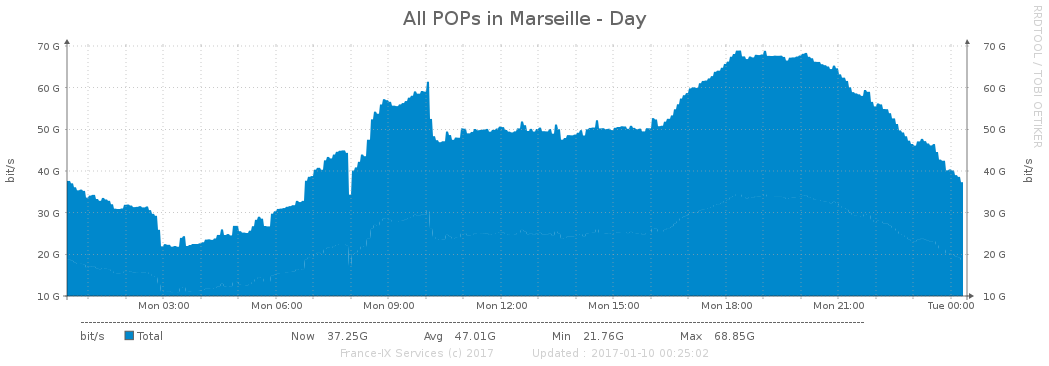 All POPs in Marseille - Day
RRDTOOL / TOBI OETIKER
70 G 70 G
60 G 60 G
50 G 50 G
40 G 40 G
30 G 30 G
20 G 20 G
10 G 10 G
bit/s bit/s
Mon 03:00 Mon 06:00 Mon 09:00 Mon 12:00 Mon 15:00 Mon 18:00 Mon 21:00 Tue 00:00
bit/s Total Now 37.25G Avg 47.01G Min 21.76G Max 68.85G
France-IX Services (c) 2017 Updated : 2017-01-10 00:25:02